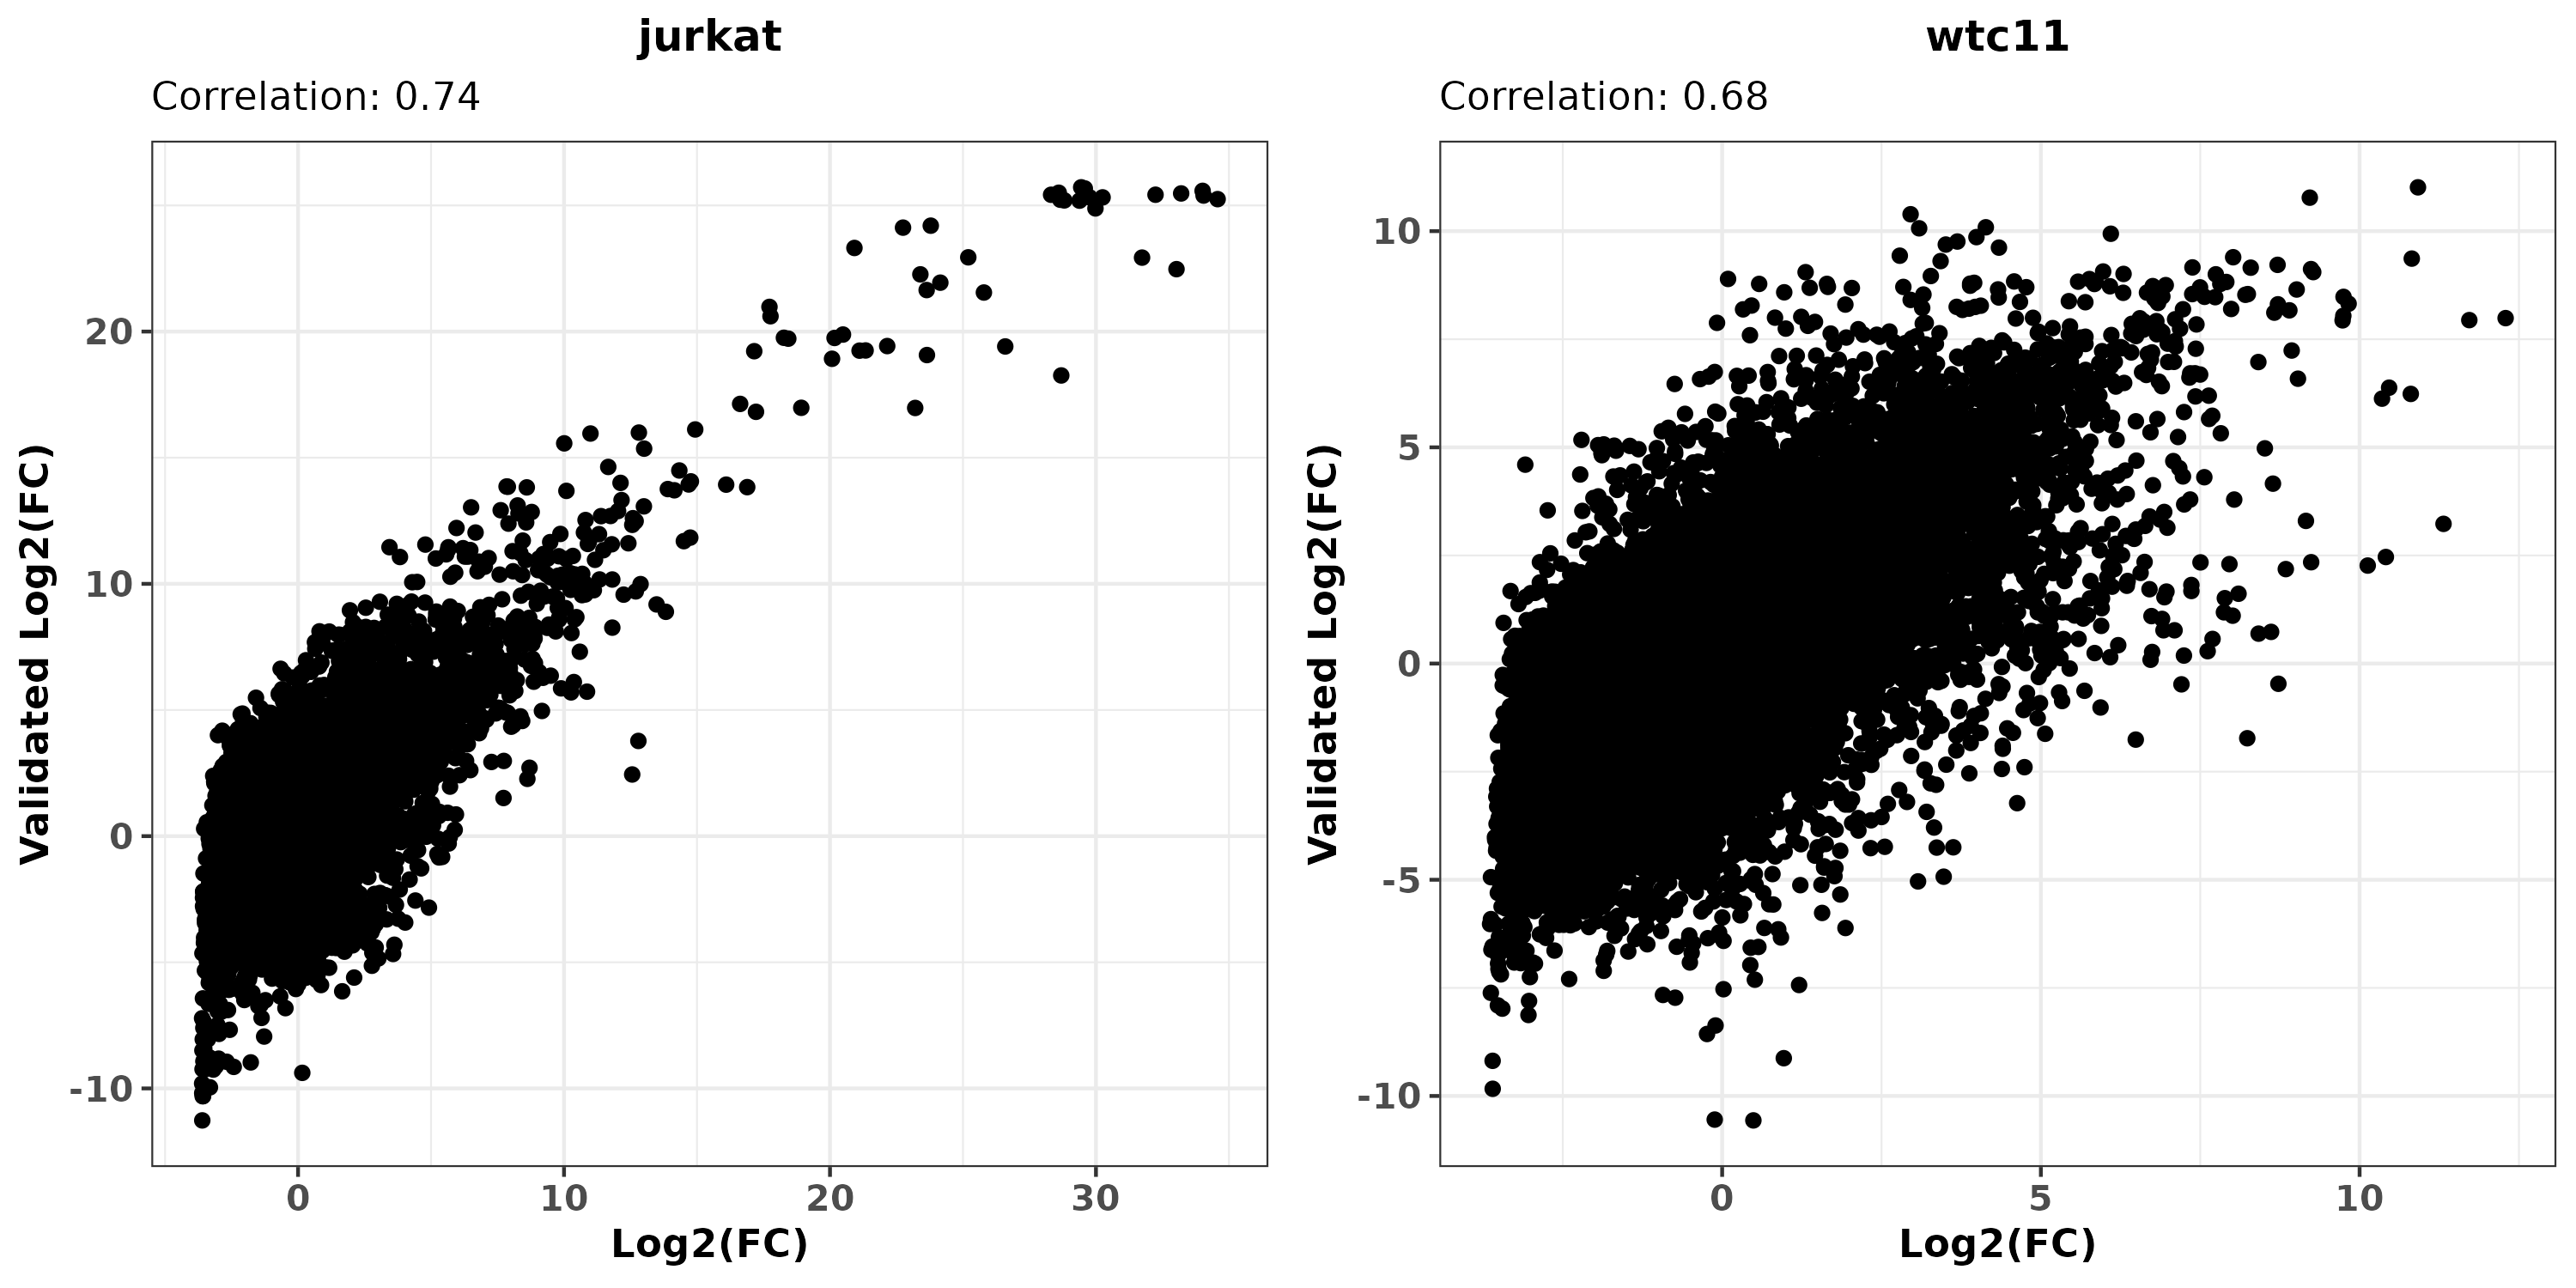 jurkat
Correlation: 0.74
Validated Log2(FC)
20
10
0
-10
0 10 20 30
Log2(FC)
wtc11
Correlation: 0.68
Validated Log2(FC)
10
5
0
-5
-10
0 5 10
Log2(FC)